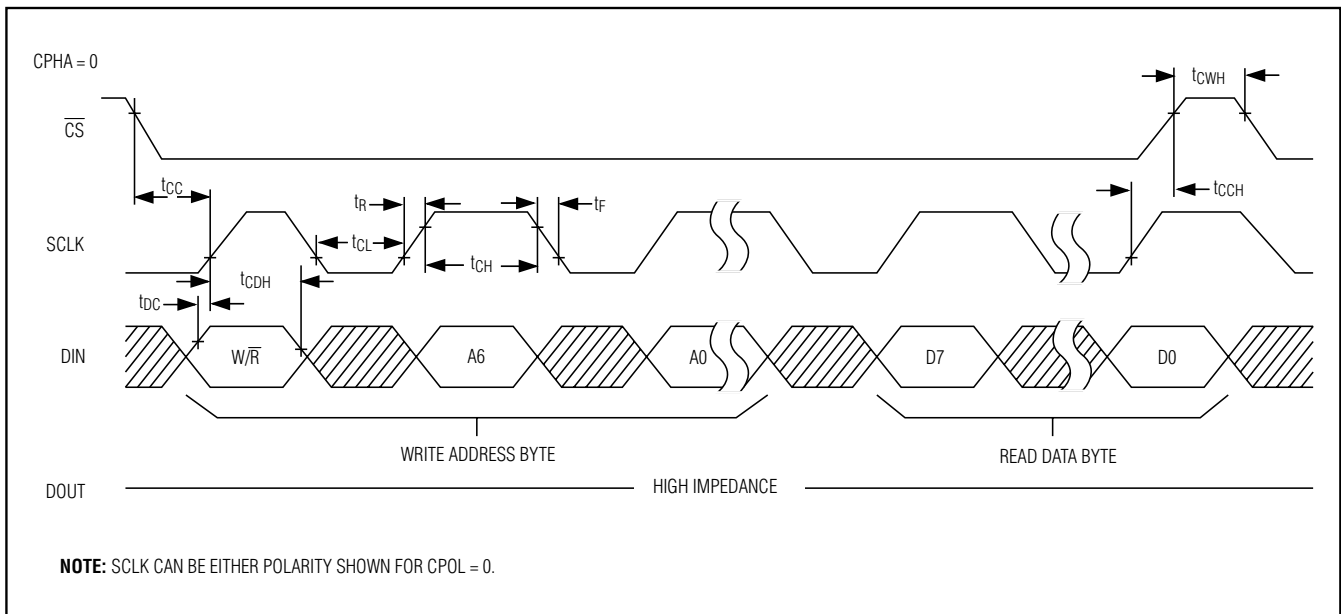 CPHA = 0
tCWH
CS
tCC
tCCH
tR
tF
SCLK
tCL
tCH
tCDH
tDC
DIN
W/R
A6
A0
D7
D0
WRITE ADDRESS BYTE
READ DATA BYTE
DOUT
HIGH IMPEDANCE
NOTE: SCLK CAN BE EITHER POLARITY SHOWN FOR CPOL = 0.